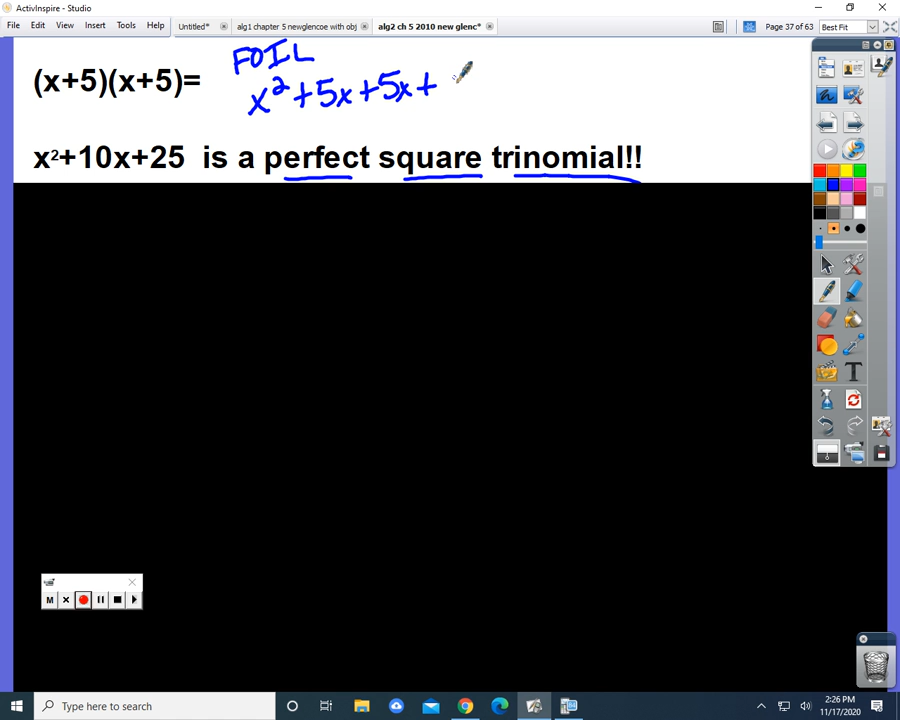 ActivInspire - Studio
File Edit View Insert Tools Help
Untitled* alg1 chapter 5 newglencoe with obj alg2 ch 5 2010 new glenc* Page 37 of 63 Best Fit
FOIL
(x+5)(x+5)= x²+5x+5x+
x²+10x+25 is a perfect square trinomial!!
T
M
Type here to search
2:26 PM
11/17/2020